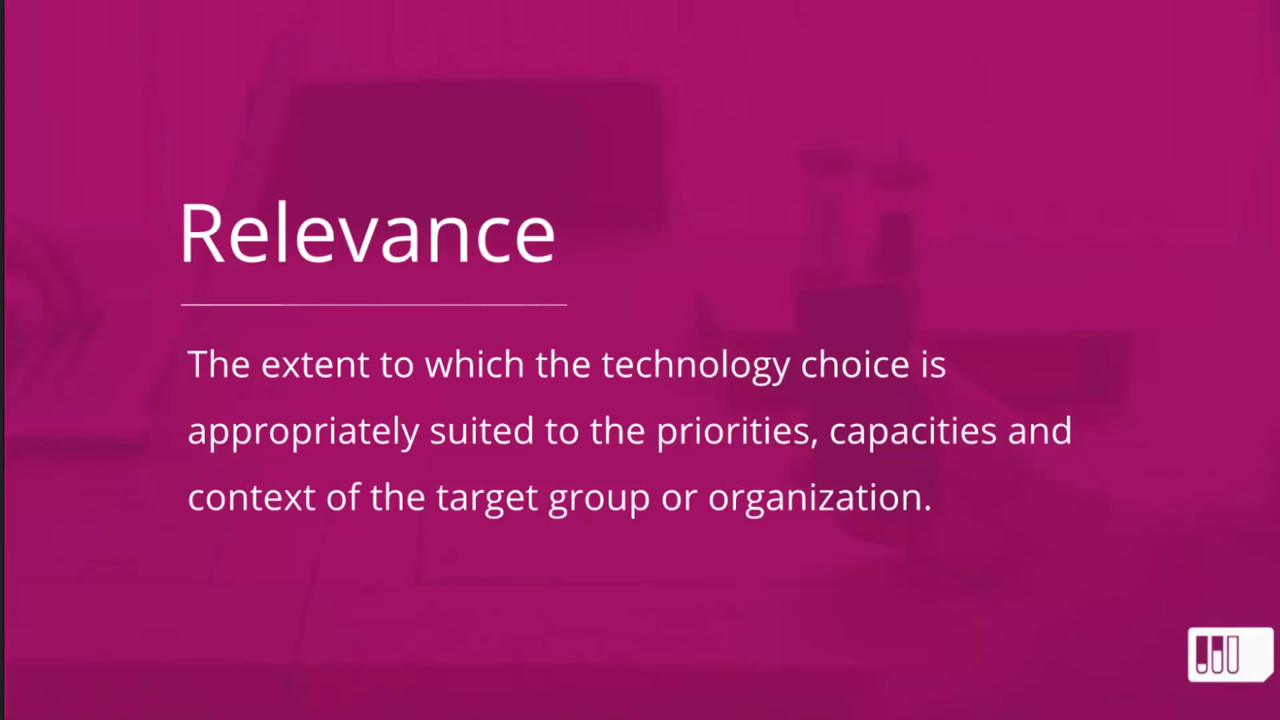 Relevance
The extent to which the technology choice is
appropriately suited to the priorities, capacities and
context of the target group or organization.